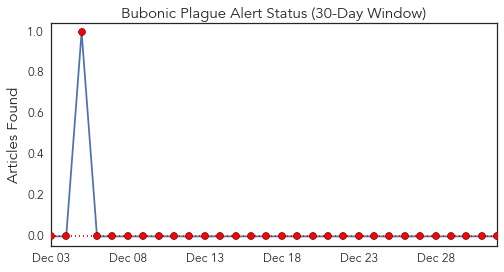 Bubonic Plague Alert Status (30-Day Window)
Articles Found
1.0
0.8
0.6
0.4
0.2
0.0
Dec 03 Dec 08 Dec 13 Dec 18 Dec 23 Dec 28